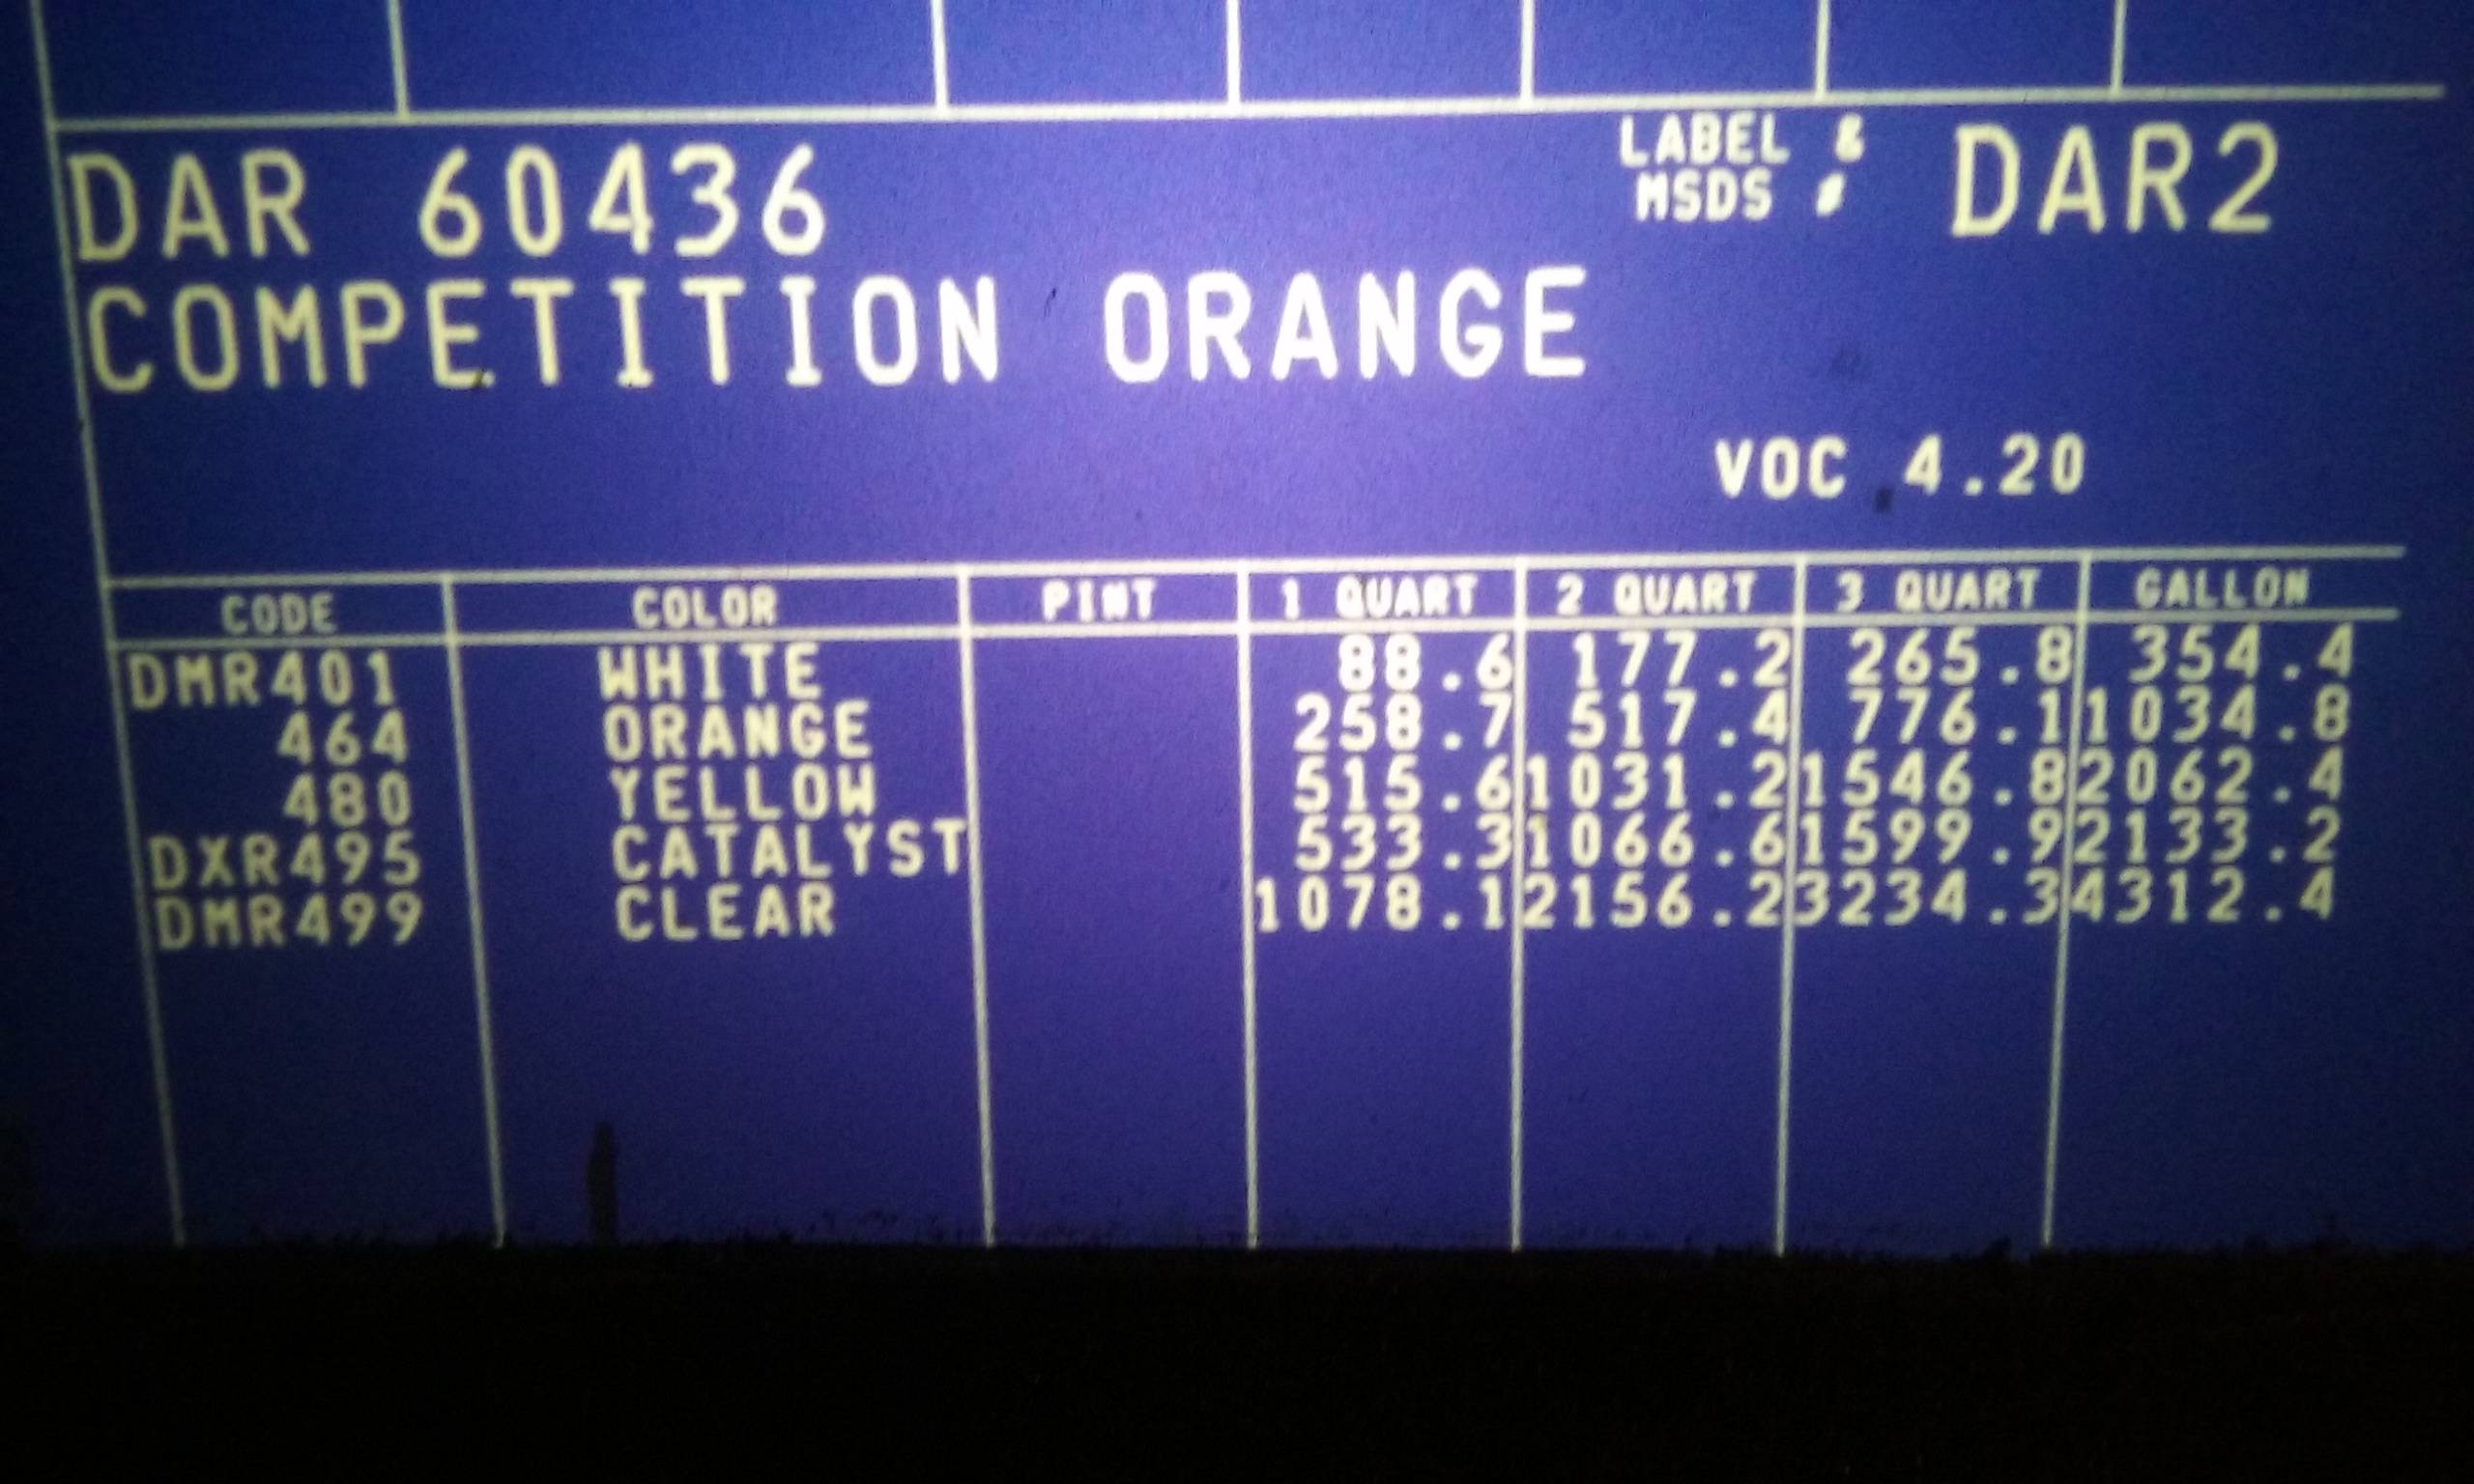 DAR 60436
LABEL &
MSDS #
DAR2
COMPETITION ORANGE
VOC 4.20
CODE COLOR PINT 1 QUART 2 QUART 3 QUART GALLON
DMR401 WHITE 88.6 177.2 265.8 354.4
464 ORANGE 258.7 517.4 776.1 1034.8
480 YELLOW 515.6 1031.2 1546.8 2062.4
DXR495 CATALYST 533.3 1066.6 1599.9 2133.2
DMR499 CLEAR 1078.1 2156.2 3234.3 4312.4